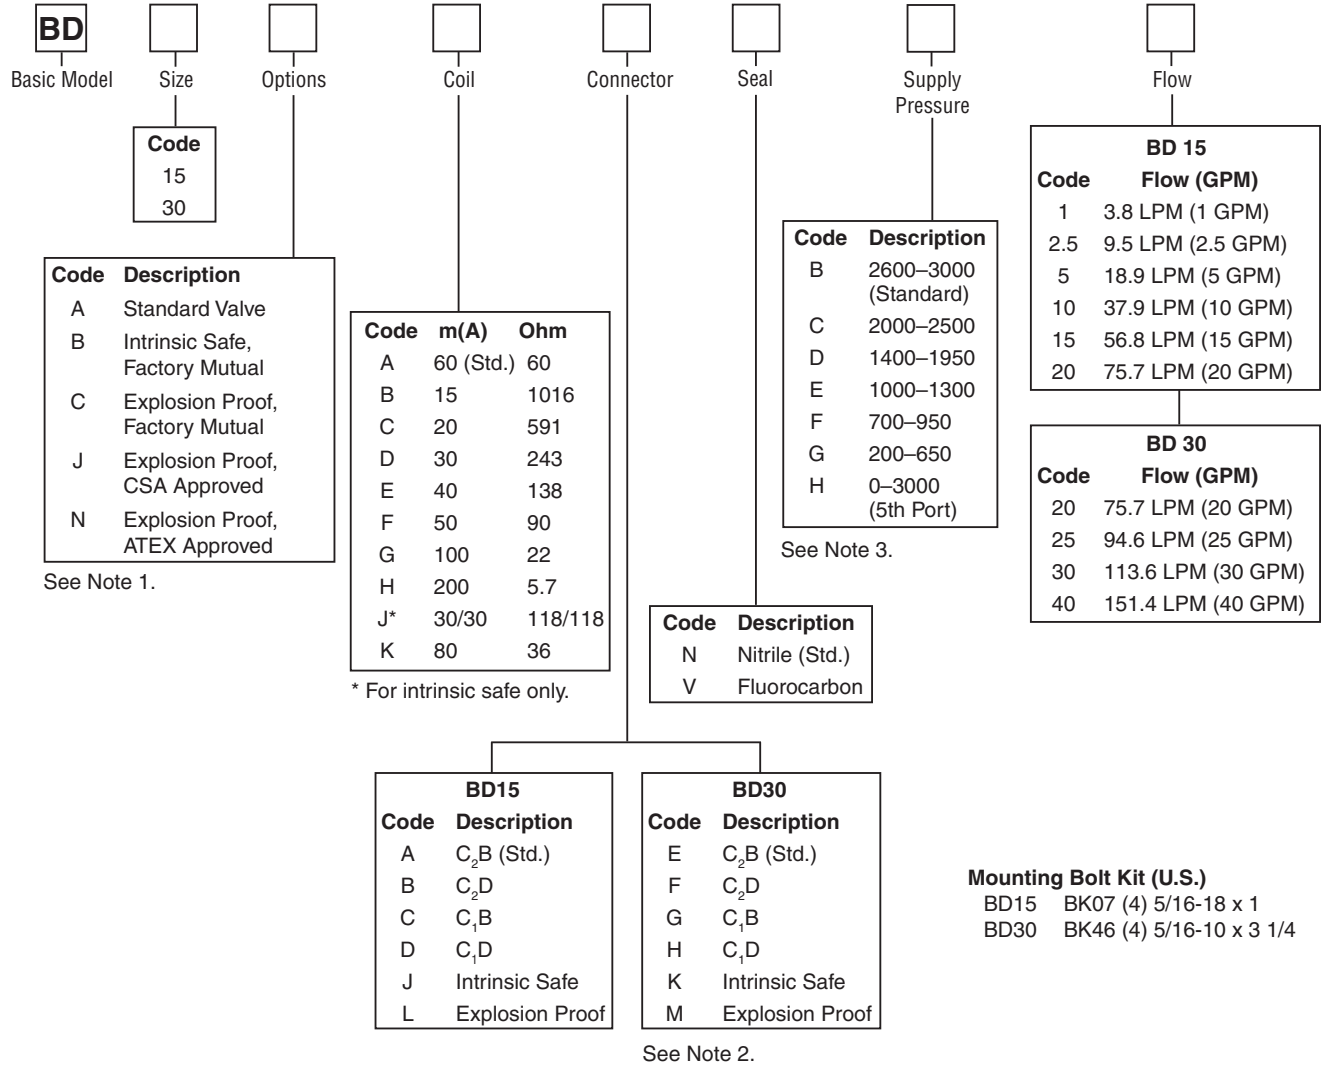 BD
Basic Model
Size
Options
Coil
Connector
Seal
Supply
Pressure
Flow
Code
15
30
Code Description
A Standard Valve
B Intrinsic Safe,
Factory Mutual
C Explosion Proof,
Factory Mutual
J Explosion Proof,
CSA Approved
N Explosion Proof,
ATEX Approved
See Note 1.
Code m(A) Ohm
A 60 (Std.) 60
B 15 1016
C 20 591
D 30 243
E 40 138
F 50 90
G 100 22
H 200 5.7
J* 30/30 118/118
K 80 36
* For intrinsic safe only.
BD15
Code Description
A C₂B (Std.)
B C₂D
C C₁B
D C₁D
J Intrinsic Safe
L Explosion Proof
BD30
Code Description
E C₂B (Std.)
F C₂D
G C₁B
H C₁D
K Intrinsic Safe
M Explosion Proof
See Note 2.
Code Description
N Nitrile (Std.)
V Fluorocarbon
Code Description
B 2600–3000
(Standard)
C 2000–2500
D 1400–1950
E 1000–1300
F 700–950
G 200–650
H 0–3000
(5th Port)
See Note 3.
BD 15
Code Flow (GPM)
1 3.8 LPM (1 GPM)
2.5 9.5 LPM (2.5 GPM)
5 18.9 LPM (5 GPM)
10 37.9 LPM (10 GPM)
15 56.8 LPM (15 GPM)
20 75.7 LPM (20 GPM)
BD 30
Code Flow (GPM)
20 75.7 LPM (20 GPM)
25 94.6 LPM (25 GPM)
30 113.6 LPM (30 GPM)
40 151.4 LPM (40 GPM)
Mounting Bolt Kit (U.S.)
BD15 BK07 (4) 5/16-18 x 1
BD30 BK46 (4) 5/16-10 x 3 1/4